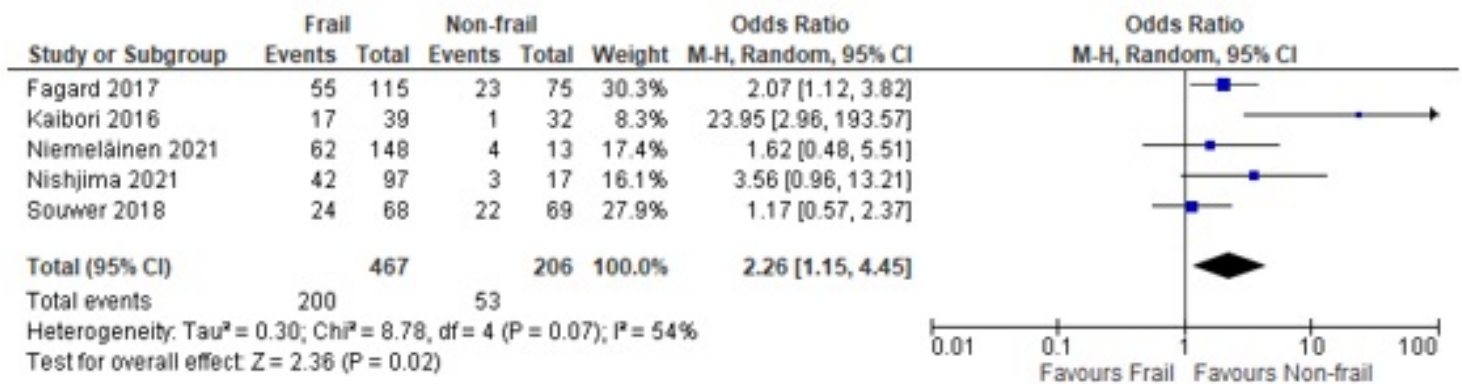 Frail Non-frail Odds Ratio Odds Ratio
Study or Subgroup Events Total Events Total Weight M-H, Random, 95% CI M-H, Random, 95% CI
Fagard 2017 55 115 23 75 30.3% 2.07 [1.12, 3.82]
Kaibori 2016 17 39 1 32 8.3% 23.95 [2.96, 193.57]
Niemeläinen 2021 62 148 4 13 17.4% 1.62 [0.48, 5.51]
Nishjima 2021 42 97 3 17 16.1% 3.56 [0.96, 13.21]
Souwer 2018 24 68 22 69 27.9% 1.17 [0.57, 2.37]
Total (95% CI) 467 206 100.0% 2.26 [1.15, 4.45]
Total events 200 53
Heterogeneity: Tau² = 0.30; Chi² = 8.78, df = 4 (P = 0.07); I² = 54%
Test for overall effect: Z = 2.36 (P = 0.02)
0.01 0.1 1 10 100
Favours Frail Favours Non-frail